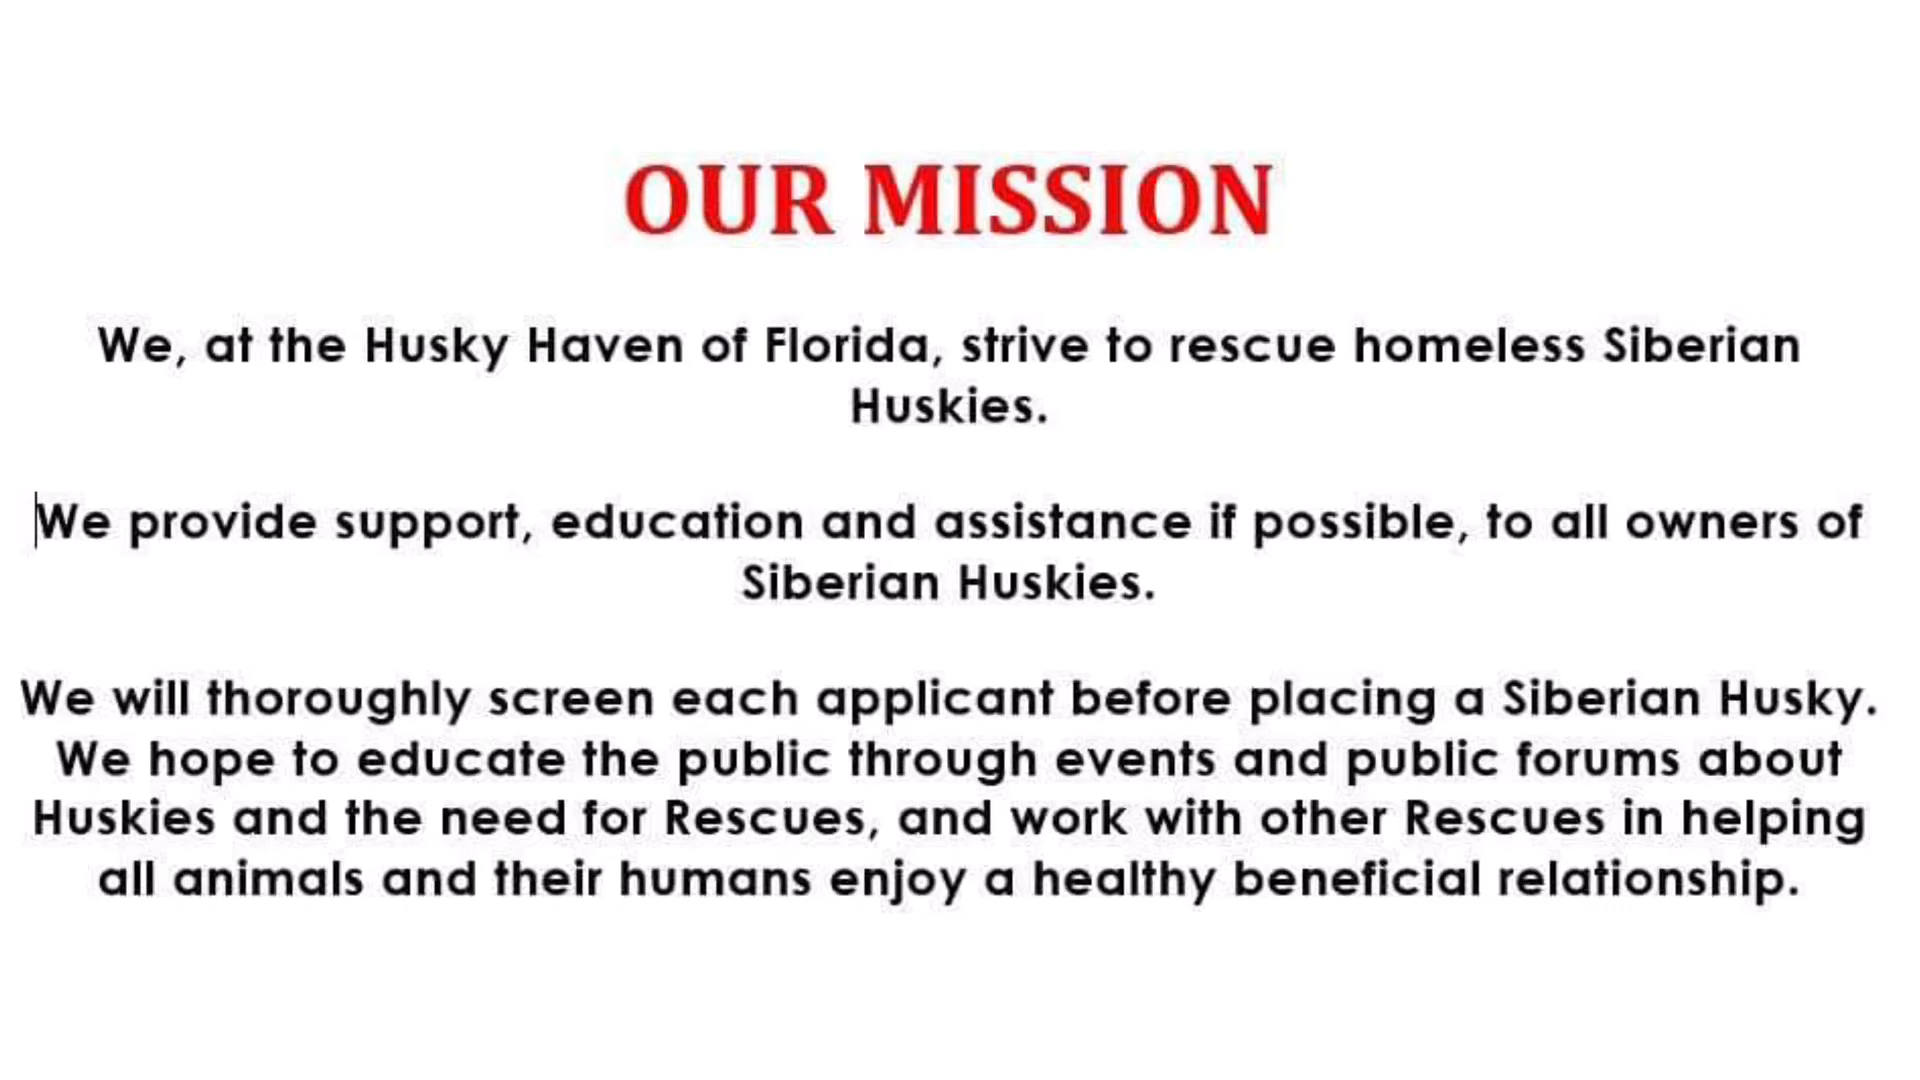 OUR MISSION
We, at the Husky Haven of Florida, strive to rescue homeless Siberian
Huskies.
We provide support, education and assistance if possible, to all owners of
Siberian Huskies.
We will thoroughly screen each applicant before placing a Siberian Husky.
We hope to educate the public through events and public forums about
Huskies and the need for Rescues, and work with other Rescues in helping
all animals and their humans enjoy a healthy beneficial relationship.